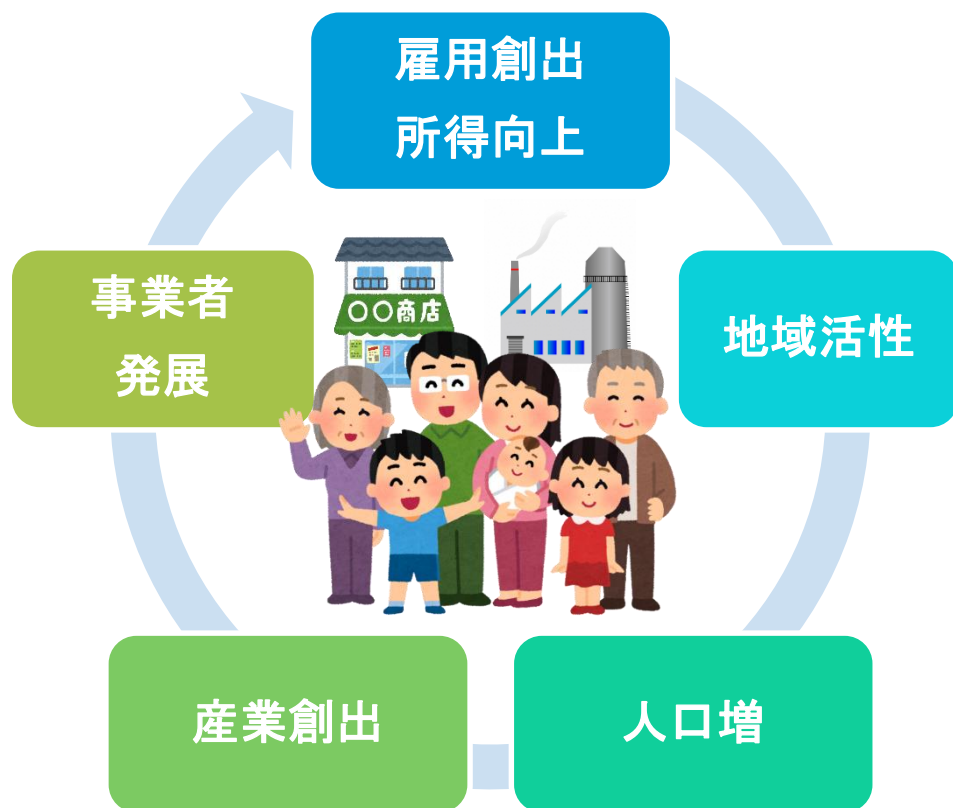 雇用創出
所得向上
地域活性
人口増
産業創出
事業者
発展
〇〇商店